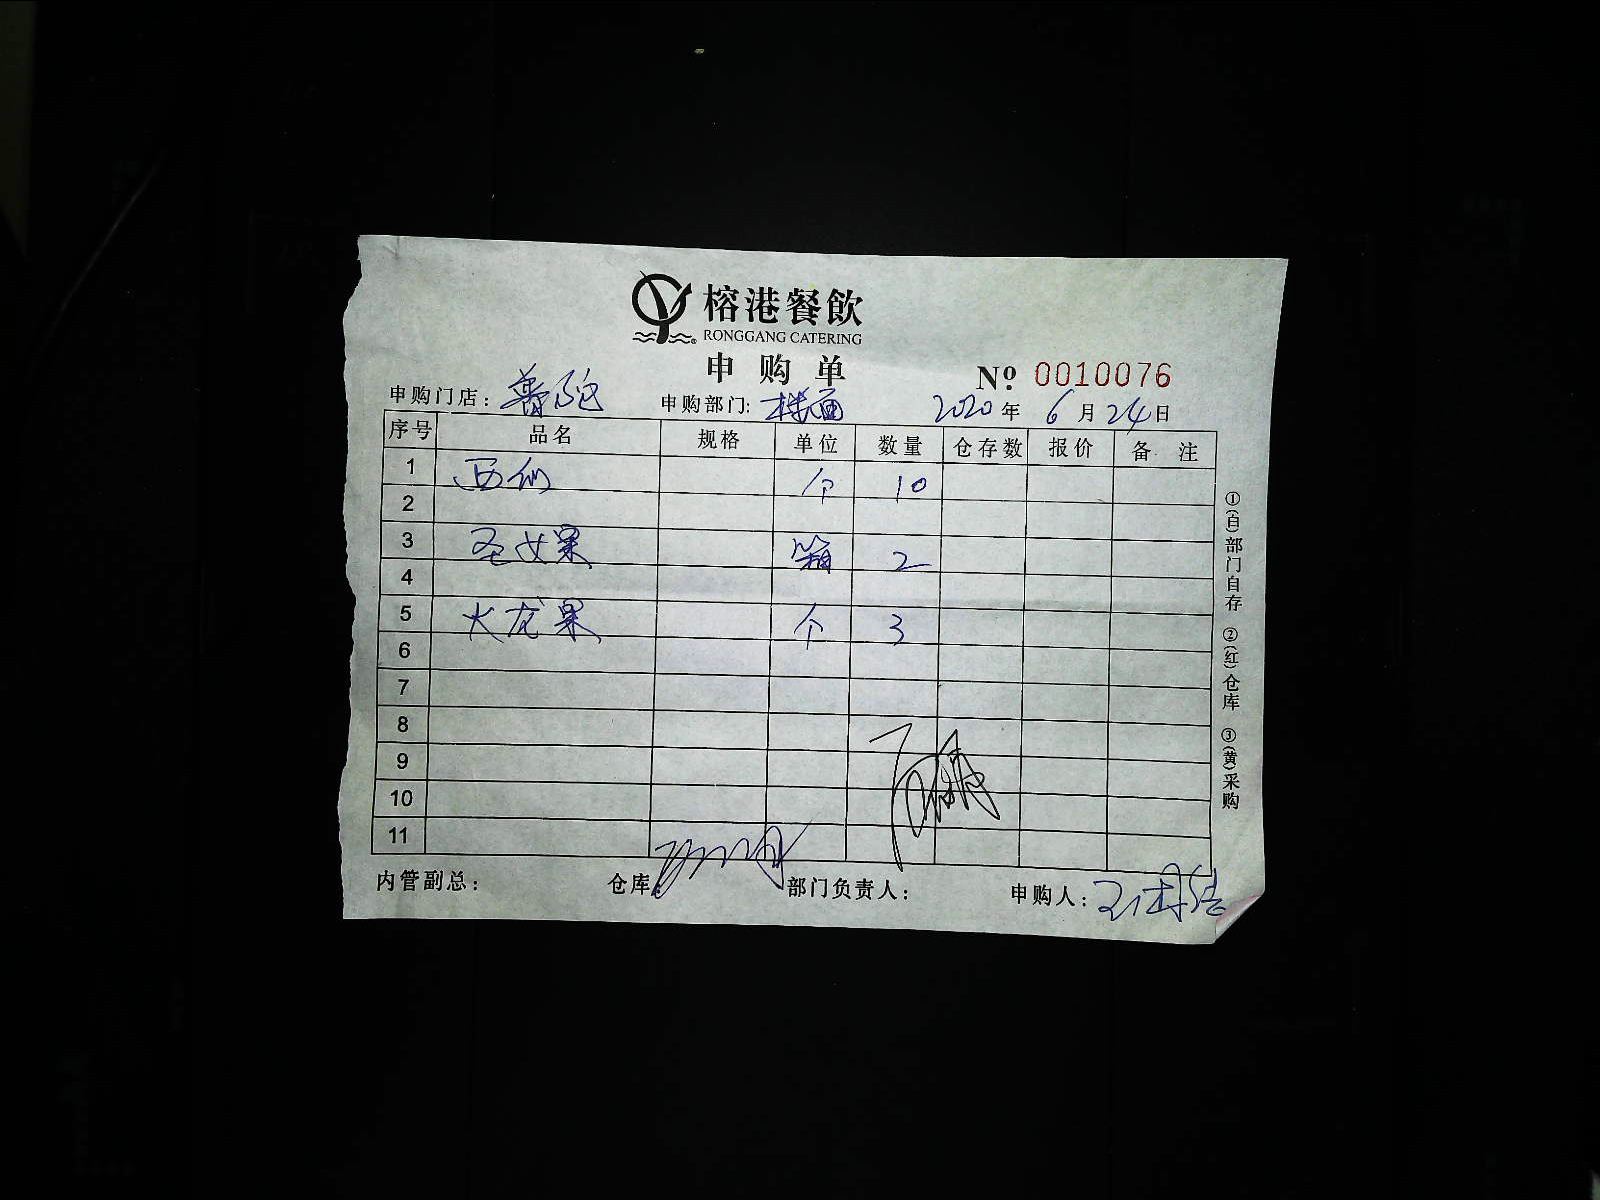 榕港餐飲
RONGGANG CATERING
申购单
№ 0010076
申购门店：普陀 申购部门：楼面 2020年6月24日
序号 品名 规格 单位 数量 仓存数 报价 备注
1 西瓜 个 10
2
3 圣女果 箱 2
4
5 火龙果 个 3
6
7
8
9
10
11
内管副总： 仓库： 部门负责人： 申购人：
①(白)部门自存 ②(红)仓库 ③(黄)采购